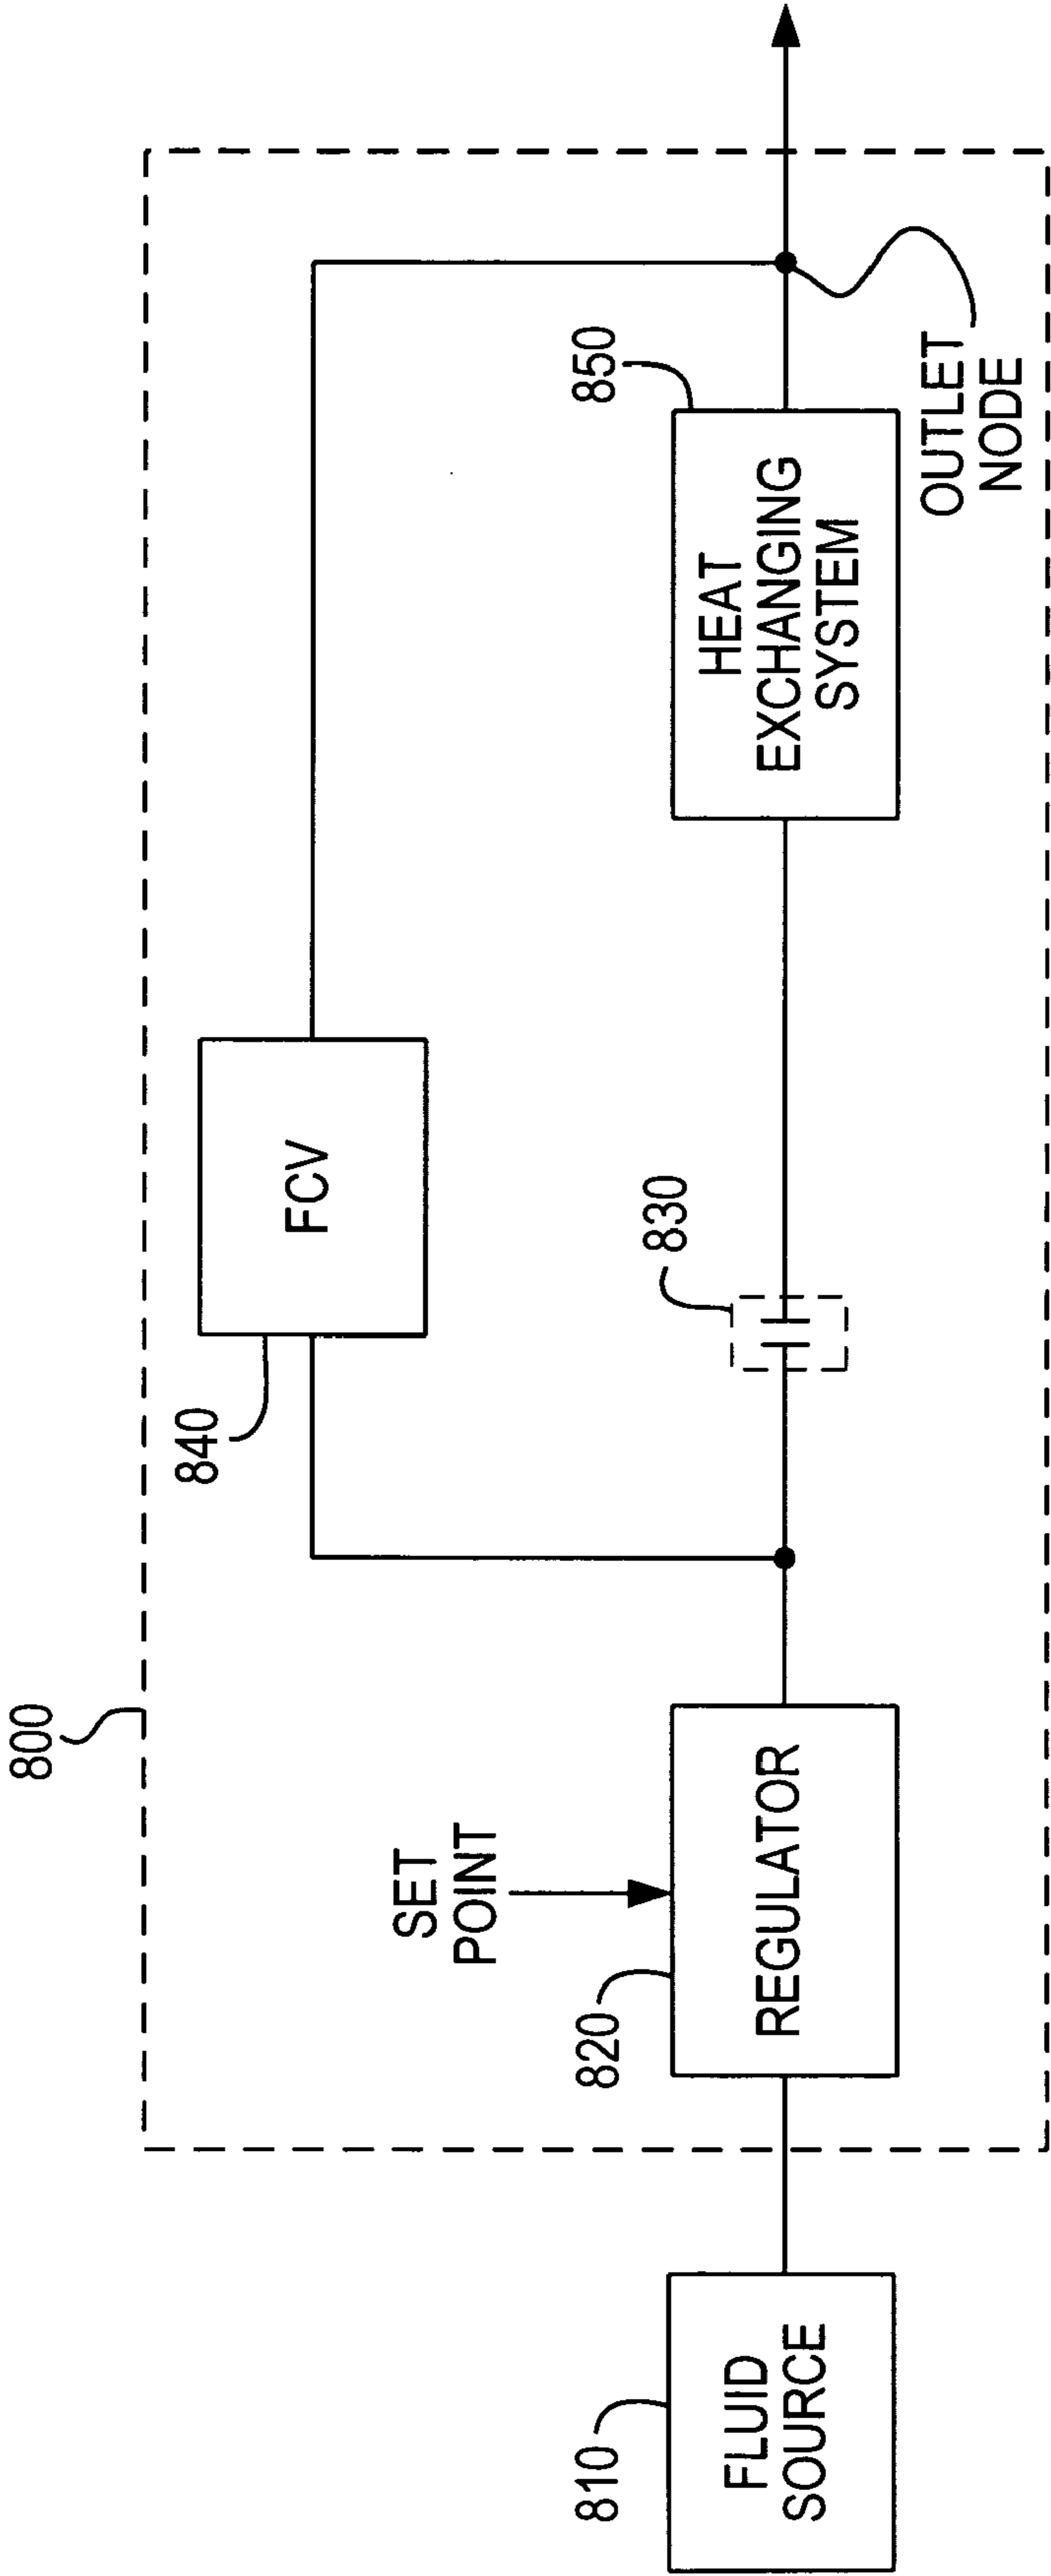 800
840
FCV
830
850
HEAT
EXCHANGING
SYSTEM
SET
POINT
820
REGULATOR
810
FLUID
SOURCE
OUTLET
NODE